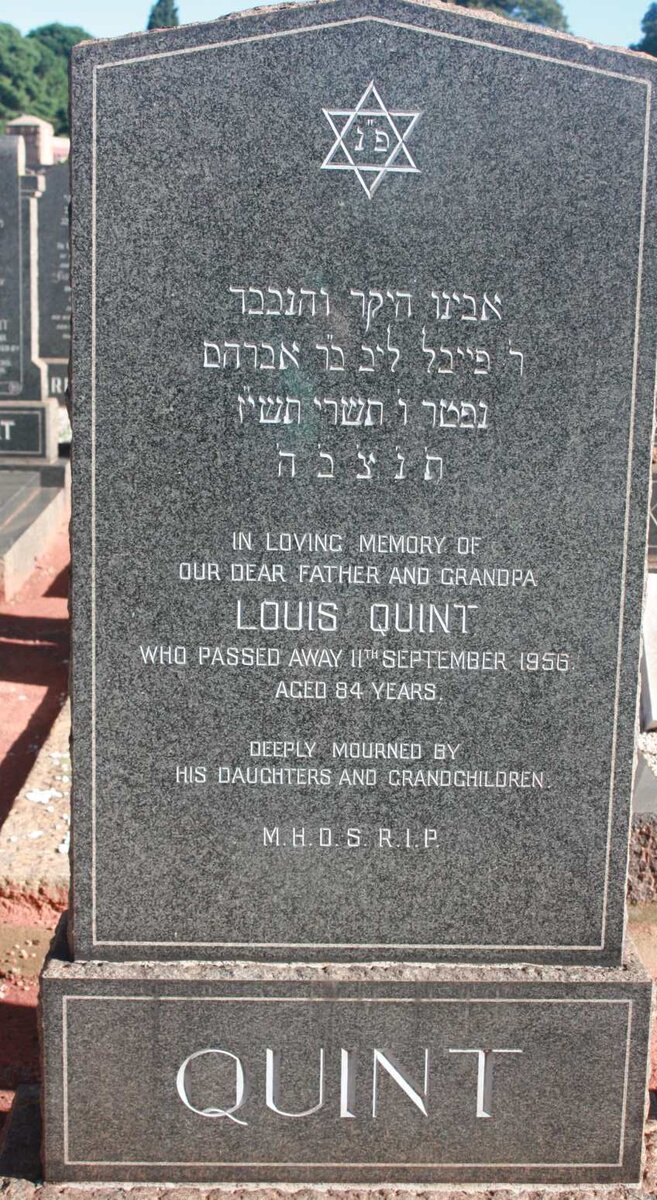 פ"נ
אבינו היקר והנכבד
ר' פייבל ליב ב"ר אברהם
נפטר ו' תשרי תשי"ז
ת' נ' צ' ב' ה'
IN LOVING MEMORY OF
OUR DEAR FATHER AND GRANDPA
LOUIS QUINT
WHO PASSED AWAY 11TH SEPTEMBER 1956.
AGED 84 YEARS.
DEEPLY MOURNED BY
HIS DAUGHTERS AND GRANDCHILDREN.
M.H.D.S.R.I.P.
QUINT